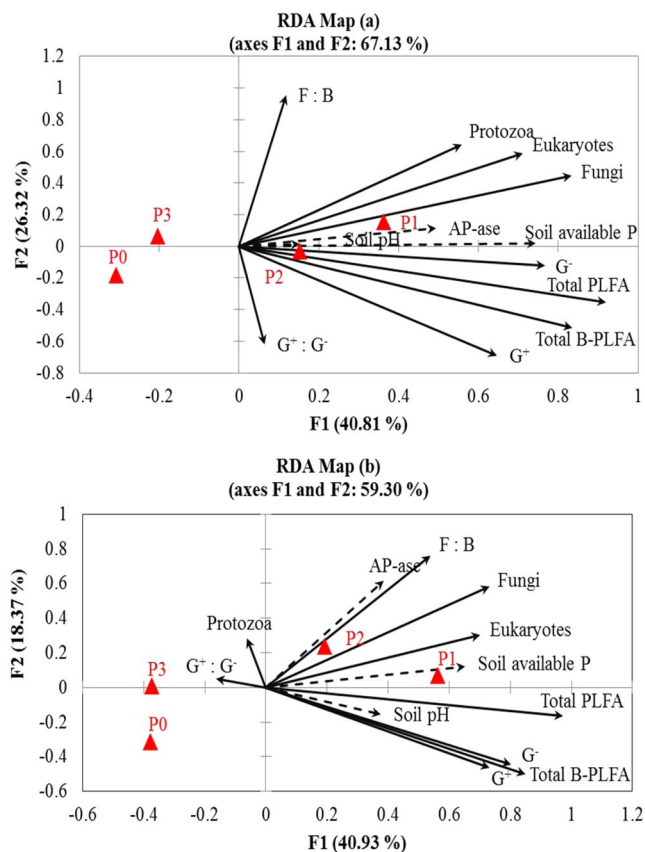 RDA Map (a)
(axes F1 and F2: 67.13 %)
1.2
1
0.8
0.6
0.4
0.2
0
-0.2
-0.4
-0.6
-0.8
F2 (26.32 %)
F : B
Protozoa
Eukaryotes
Fungi
P3
P1
AP-ase
Soil available P
Soil pH
P0
P2
G⁻
Total PLFA
Total B-PLFA
G⁺ : G⁻
G⁺
-0.4 -0.2 0 0.2 0.4 0.6 0.8 1
F1 (40.81 %)
RDA Map (b)
(axes F1 and F2: 59.30 %)
1
0.8
0.6
0.4
0.2
0
-0.2
-0.4
-0.6
F2 (18.37 %)
F : B
AP-ase
Fungi
Protozoa
Eukaryotes
P2
P1
G⁺ : G⁻
Soil available P
P3
Total PLFA
Soil pH
P0
G⁻
G⁺
Total B-PLFA
-0.6 -0.4 -0.2 0 0.2 0.4 0.6 0.8 1 1.2
F1 (40.93 %)